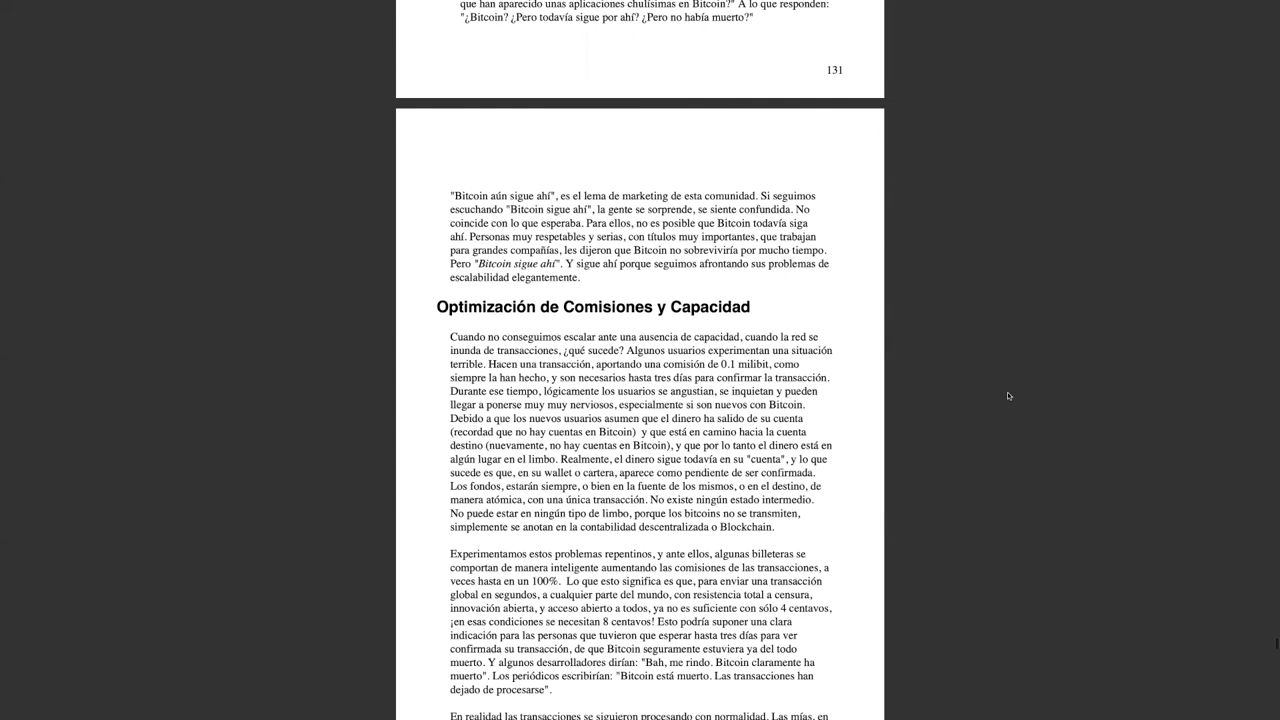 que han aparecido unas aplicaciones chulísimas en Bitcoin?" A lo que responden:
"¿Bitcoin? ¿Pero todavía sigue por ahí? ¿Pero no había muerto?"
131
"Bitcoin aún sigue ahí", es el lema de marketing de esta comunidad. Si seguimos
escuchando "Bitcoin sigue ahí", la gente se sorprende, se siente confundida. No
coincide con lo que esperaba. Para ellos, no es posible que Bitcoin todavía siga
ahí. Personas muy respetables y serias, con títulos muy importantes, que trabajan
para grandes compañías, les dijeron que Bitcoin no sobreviviría por mucho tiempo.
Pero "Bitcoin sigue ahí". Y sigue ahí porque seguimos afrontando sus problemas de
escalabilidad elegantemente.
Optimización de Comisiones y Capacidad
Cuando no conseguimos escalar ante una ausencia de capacidad, cuando la red se
inunda de transacciones, ¿qué sucede? Algunos usuarios experimentan una situación
terrible. Hacen una transacción, aportando una comisión de 0.1 milibit, como
siempre la han hecho, y son necesarios hasta tres días para confirmar la transacción.
Durante ese tiempo, lógicamente los usuarios se angustian, se inquietan y pueden
llegar a ponerse muy muy nerviosos, especialmente si son nuevos con Bitcoin.
Debido a que los nuevos usuarios asumen que el dinero ha salido de su cuenta
(recordad que no hay cuentas en Bitcoin) y que está en camino hacia la cuenta
destino (nuevamente, no hay cuentas en Bitcoin), y que por lo tanto el dinero está en
algún lugar en el limbo. Realmente, el dinero sigue todavía en su "cuenta", y lo que
sucede es que, en su wallet o cartera, aparece como pendiente de ser confirmada.
Los fondos, estarán siempre, o bien en la fuente de los mismos, o en el destino, de
manera atómica, con una única transacción. No existe ningún estado intermedio.
No puede estar en ningún tipo de limbo, porque los bitcoins no se transmiten,
simplemente se anotan en la contabilidad descentralizada o Blockchain.
Experimentamos estos problemas repentinos, y ante ellos, algunas billeteras se
comportan de manera inteligente aumentando las comisiones de las transacciones, a
veces hasta en un 100%. Lo que esto significa es que, para enviar una transacción
global en segundos, a cualquier parte del mundo, con resistencia total a censura,
innovación abierta, y acceso abierto a todos, ya no es suficiente con sólo 4 centavos,
¡en esas condiciones se necesitan 8 centavos! Esto podría suponer una clara
indicación para las personas que tuvieron que esperar hasta tres días para ver
confirmada su transacción, de que Bitcoin seguramente estuviera ya del todo
muerto. Y algunos desarrolladores dirían: "Bah, me rindo. Bitcoin claramente ha
muerto". Los periódicos escribirían: "Bitcoin está muerto. Las transacciones han
dejado de procesarse".
En realidad las transacciones se siguieron procesando con normalidad. Las mías, en